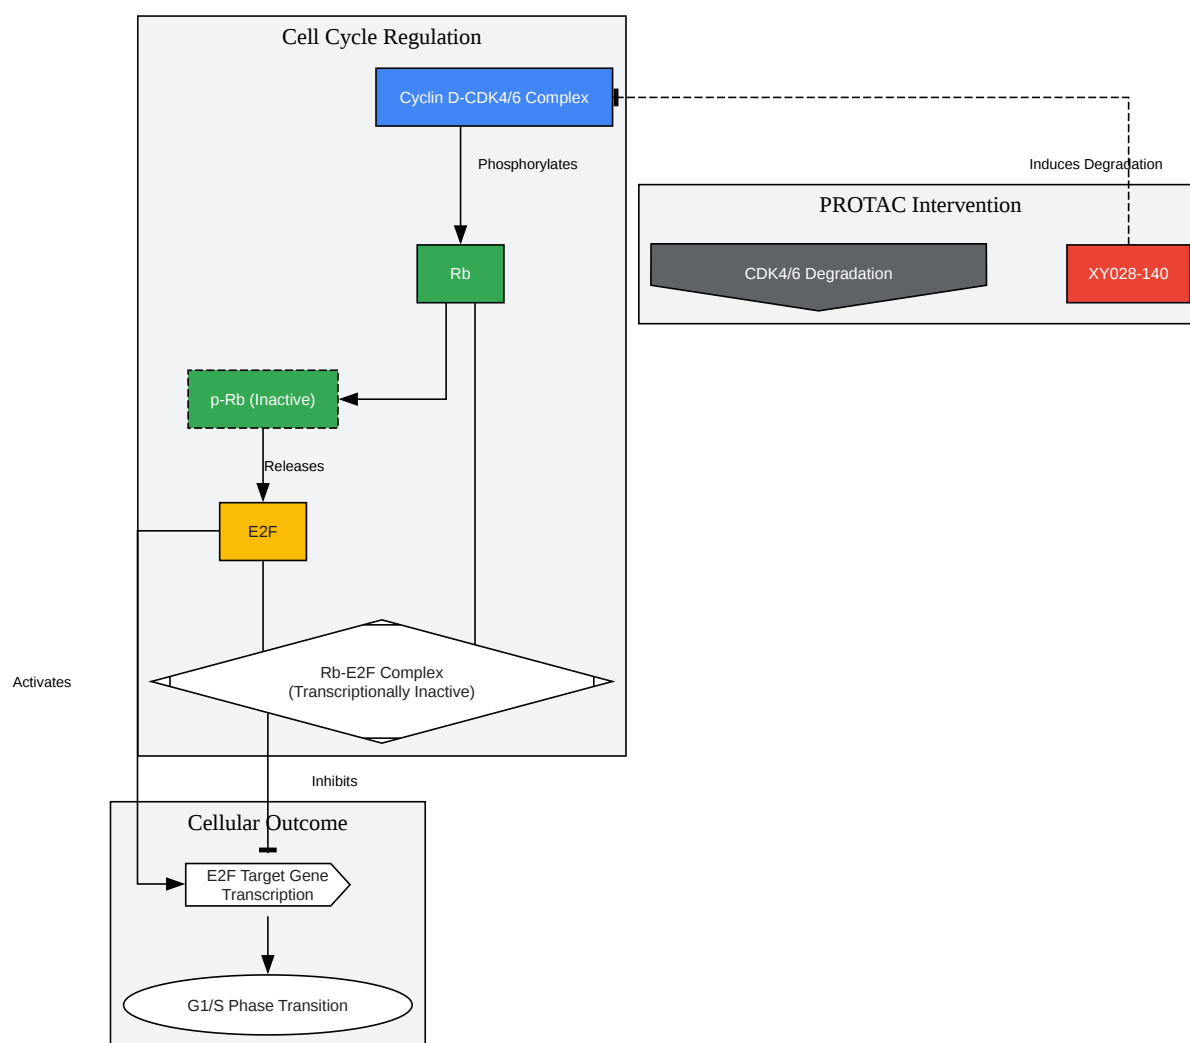 Cell Cycle Regulation
Cyclin D-CDK4/6 Complex
Phosphorylates
Induces Degradation
PROTAC Intervention
Rb
CDK4/6 Degradation
XY028-140
p-Rb (Inactive)
Releases
E2F
Rb-E2F Complex
(Transcriptionally Inactive)
Activates
Inhibits
Cellular Outcome
E2F Target Gene
Transcription
G1/S Phase Transition